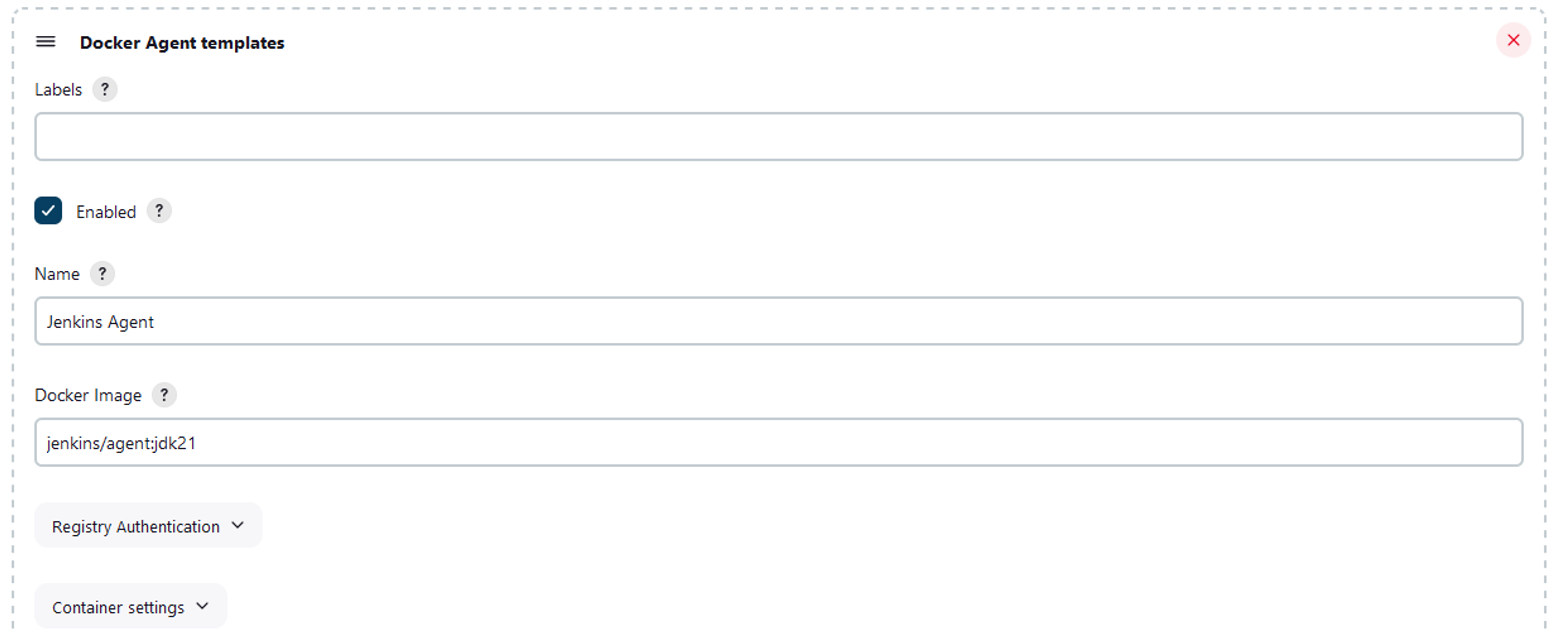 Docker Agent templates
Labels ?
Enabled ?
Name ?
Jenkins Agent
Docker Image ?
jenkins/agent:jdk21
Registry Authentication
Container settings